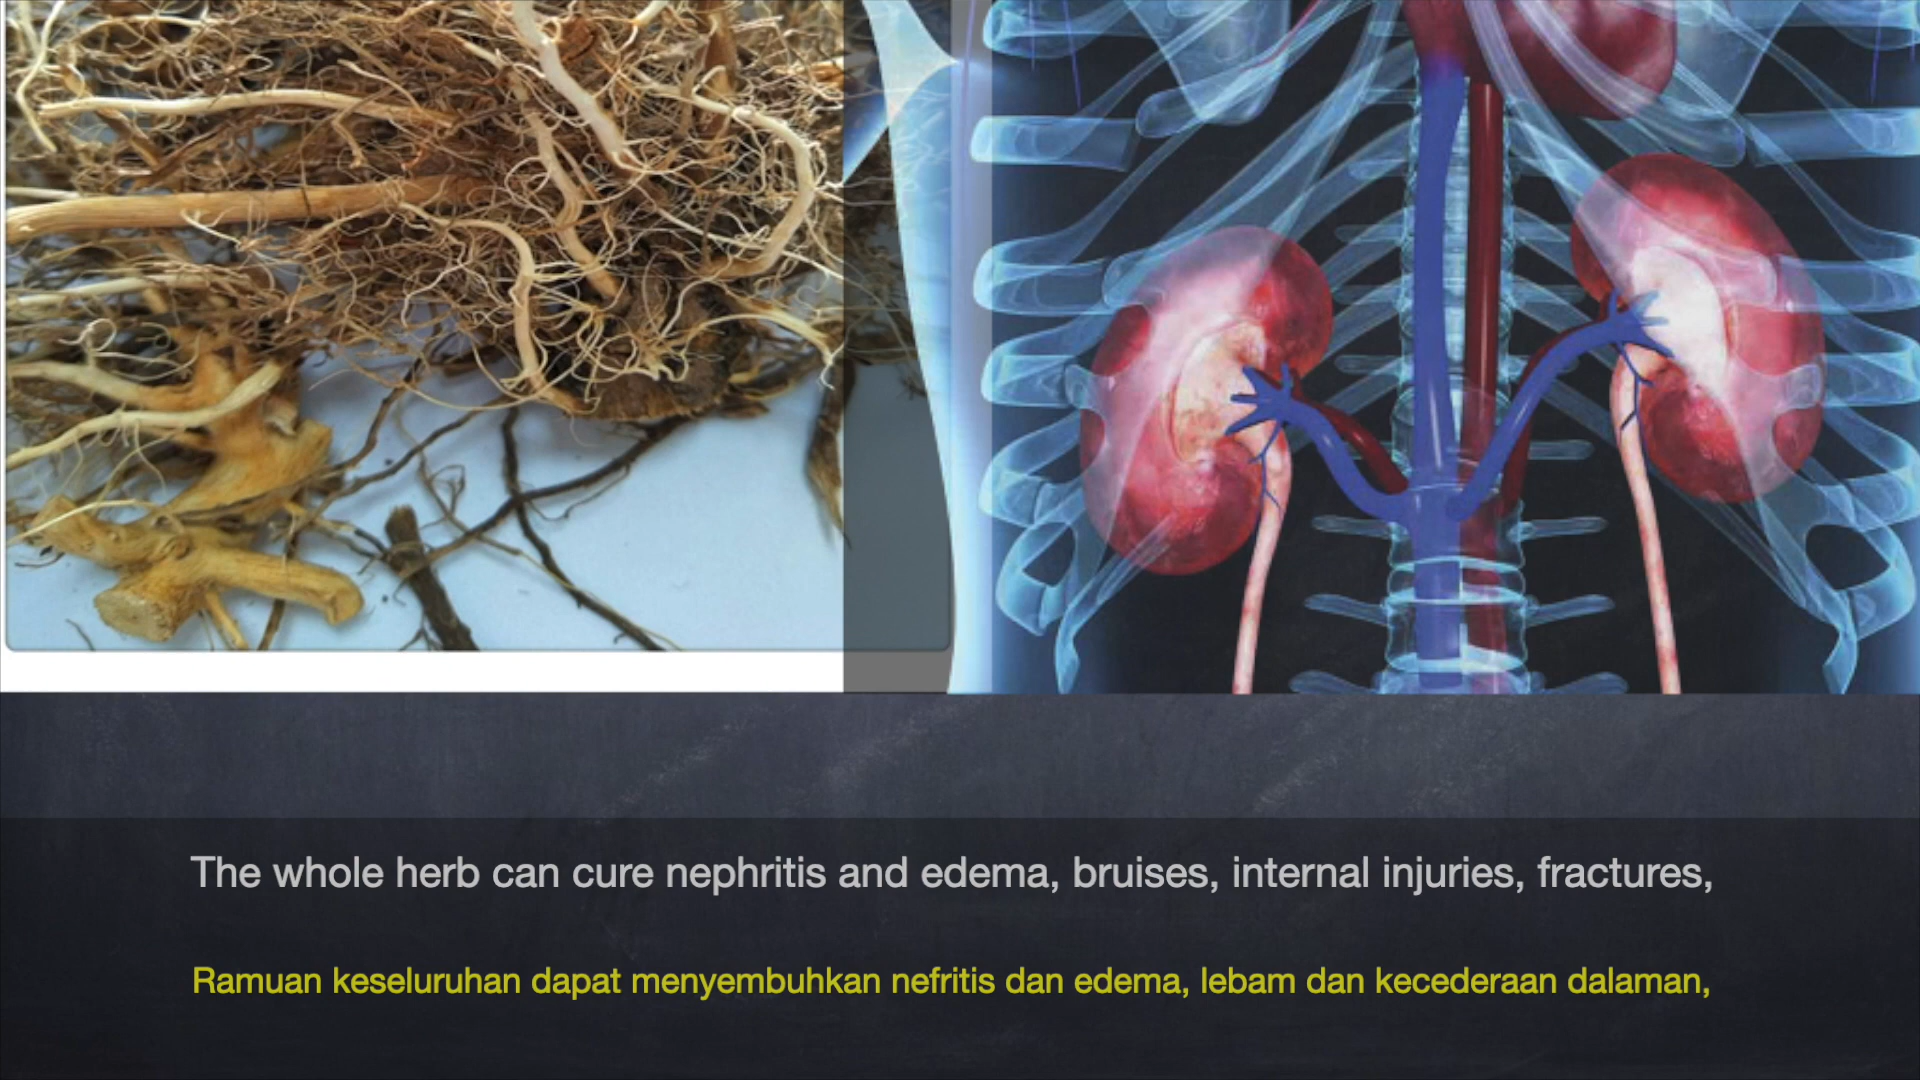 The whole herb can cure nephritis and edema, bruises, internal injuries, fractures,
Ramuan keseluruhan dapat menyembuhkan nefritis dan edema, lebam dan kecederaan dalaman,